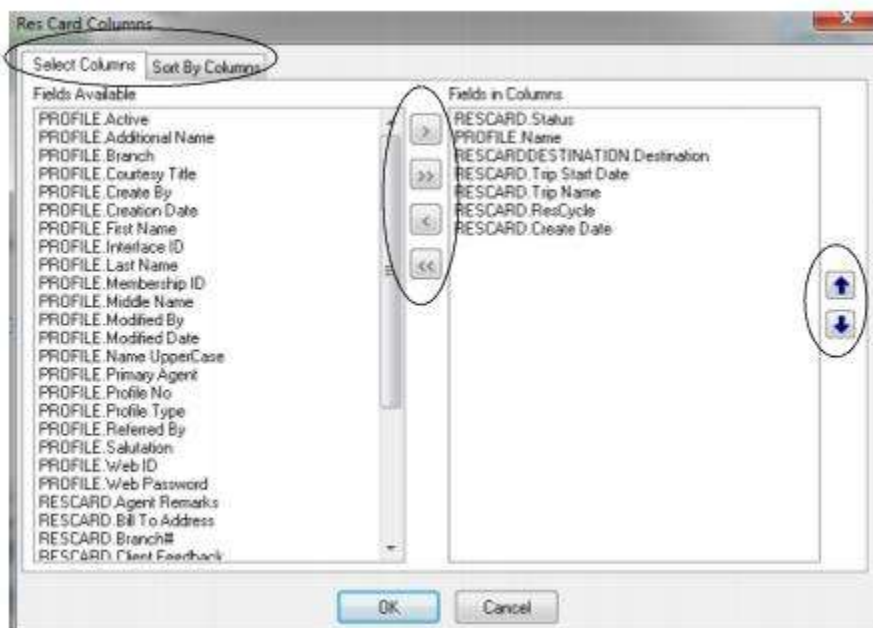 Res Card Columns
Select Columns Sort By Columns
Fields Available
PROFILE.Active
PROFILE.Additional Name
PROFILE.Branch
PROFILE.Courtesy Title
PROFILE.Create By
PROFILE.Creation Date
PROFILE.First Name
PROFILE.Interface ID
PROFILE.Last Name
PROFILE.Membership ID
PROFILE.Middle Name
PROFILE.Modified By
PROFILE.Modified Date
PROFILE.Name UpperCase
PROFILE.Primary Agent
PROFILE.Profile No
PROFILE.Profile Type
PROFILE.Referred By
PROFILE.Salutation
PROFILE.Web ID
PROFILE.Web Password
RESCARD.Agent Remarks
RESCARD.Bill To Address
RESCARD.Branch#
RESCARD.Client Feedback
>
>>
<
<<
Fields in Columns
RESCARD.Status
PROFILE.Name
RESCARDDESTINATION.Destination
RESCARD.Trip Start Date
RESCARD.Trip Name
RESCARD.ResCycle
RESCARD.Create Date
OK Cancel